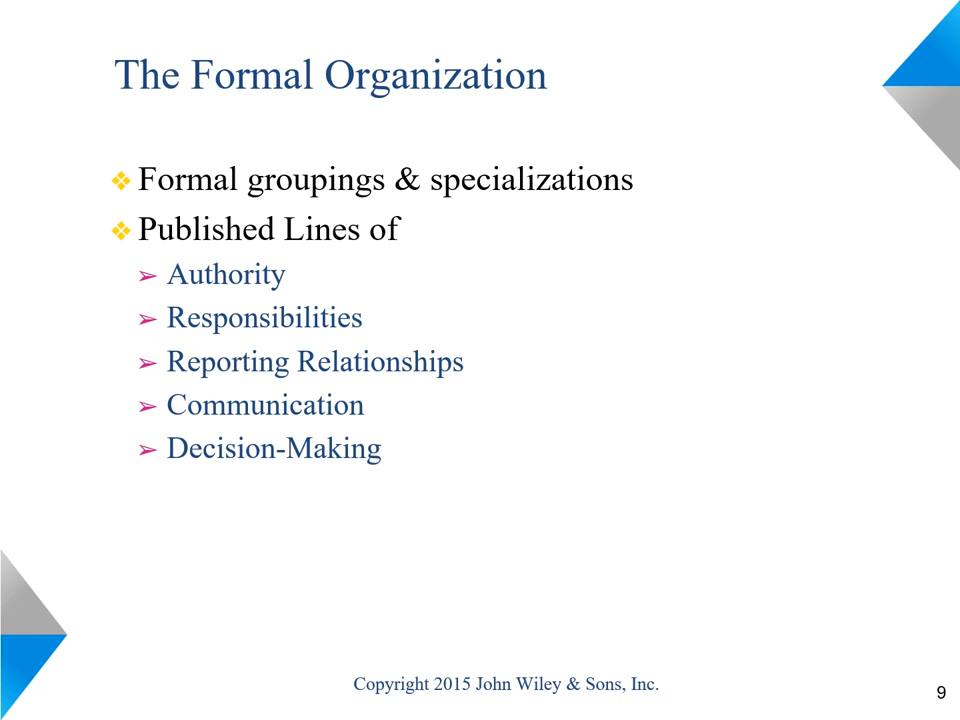 The Formal Organization
Formal groupings & specializations
Published Lines of
Authority
Responsibilities
Reporting Relationships
Communication
Decision-Making
Copyright 2015 John Wiley & Sons, Inc.
9